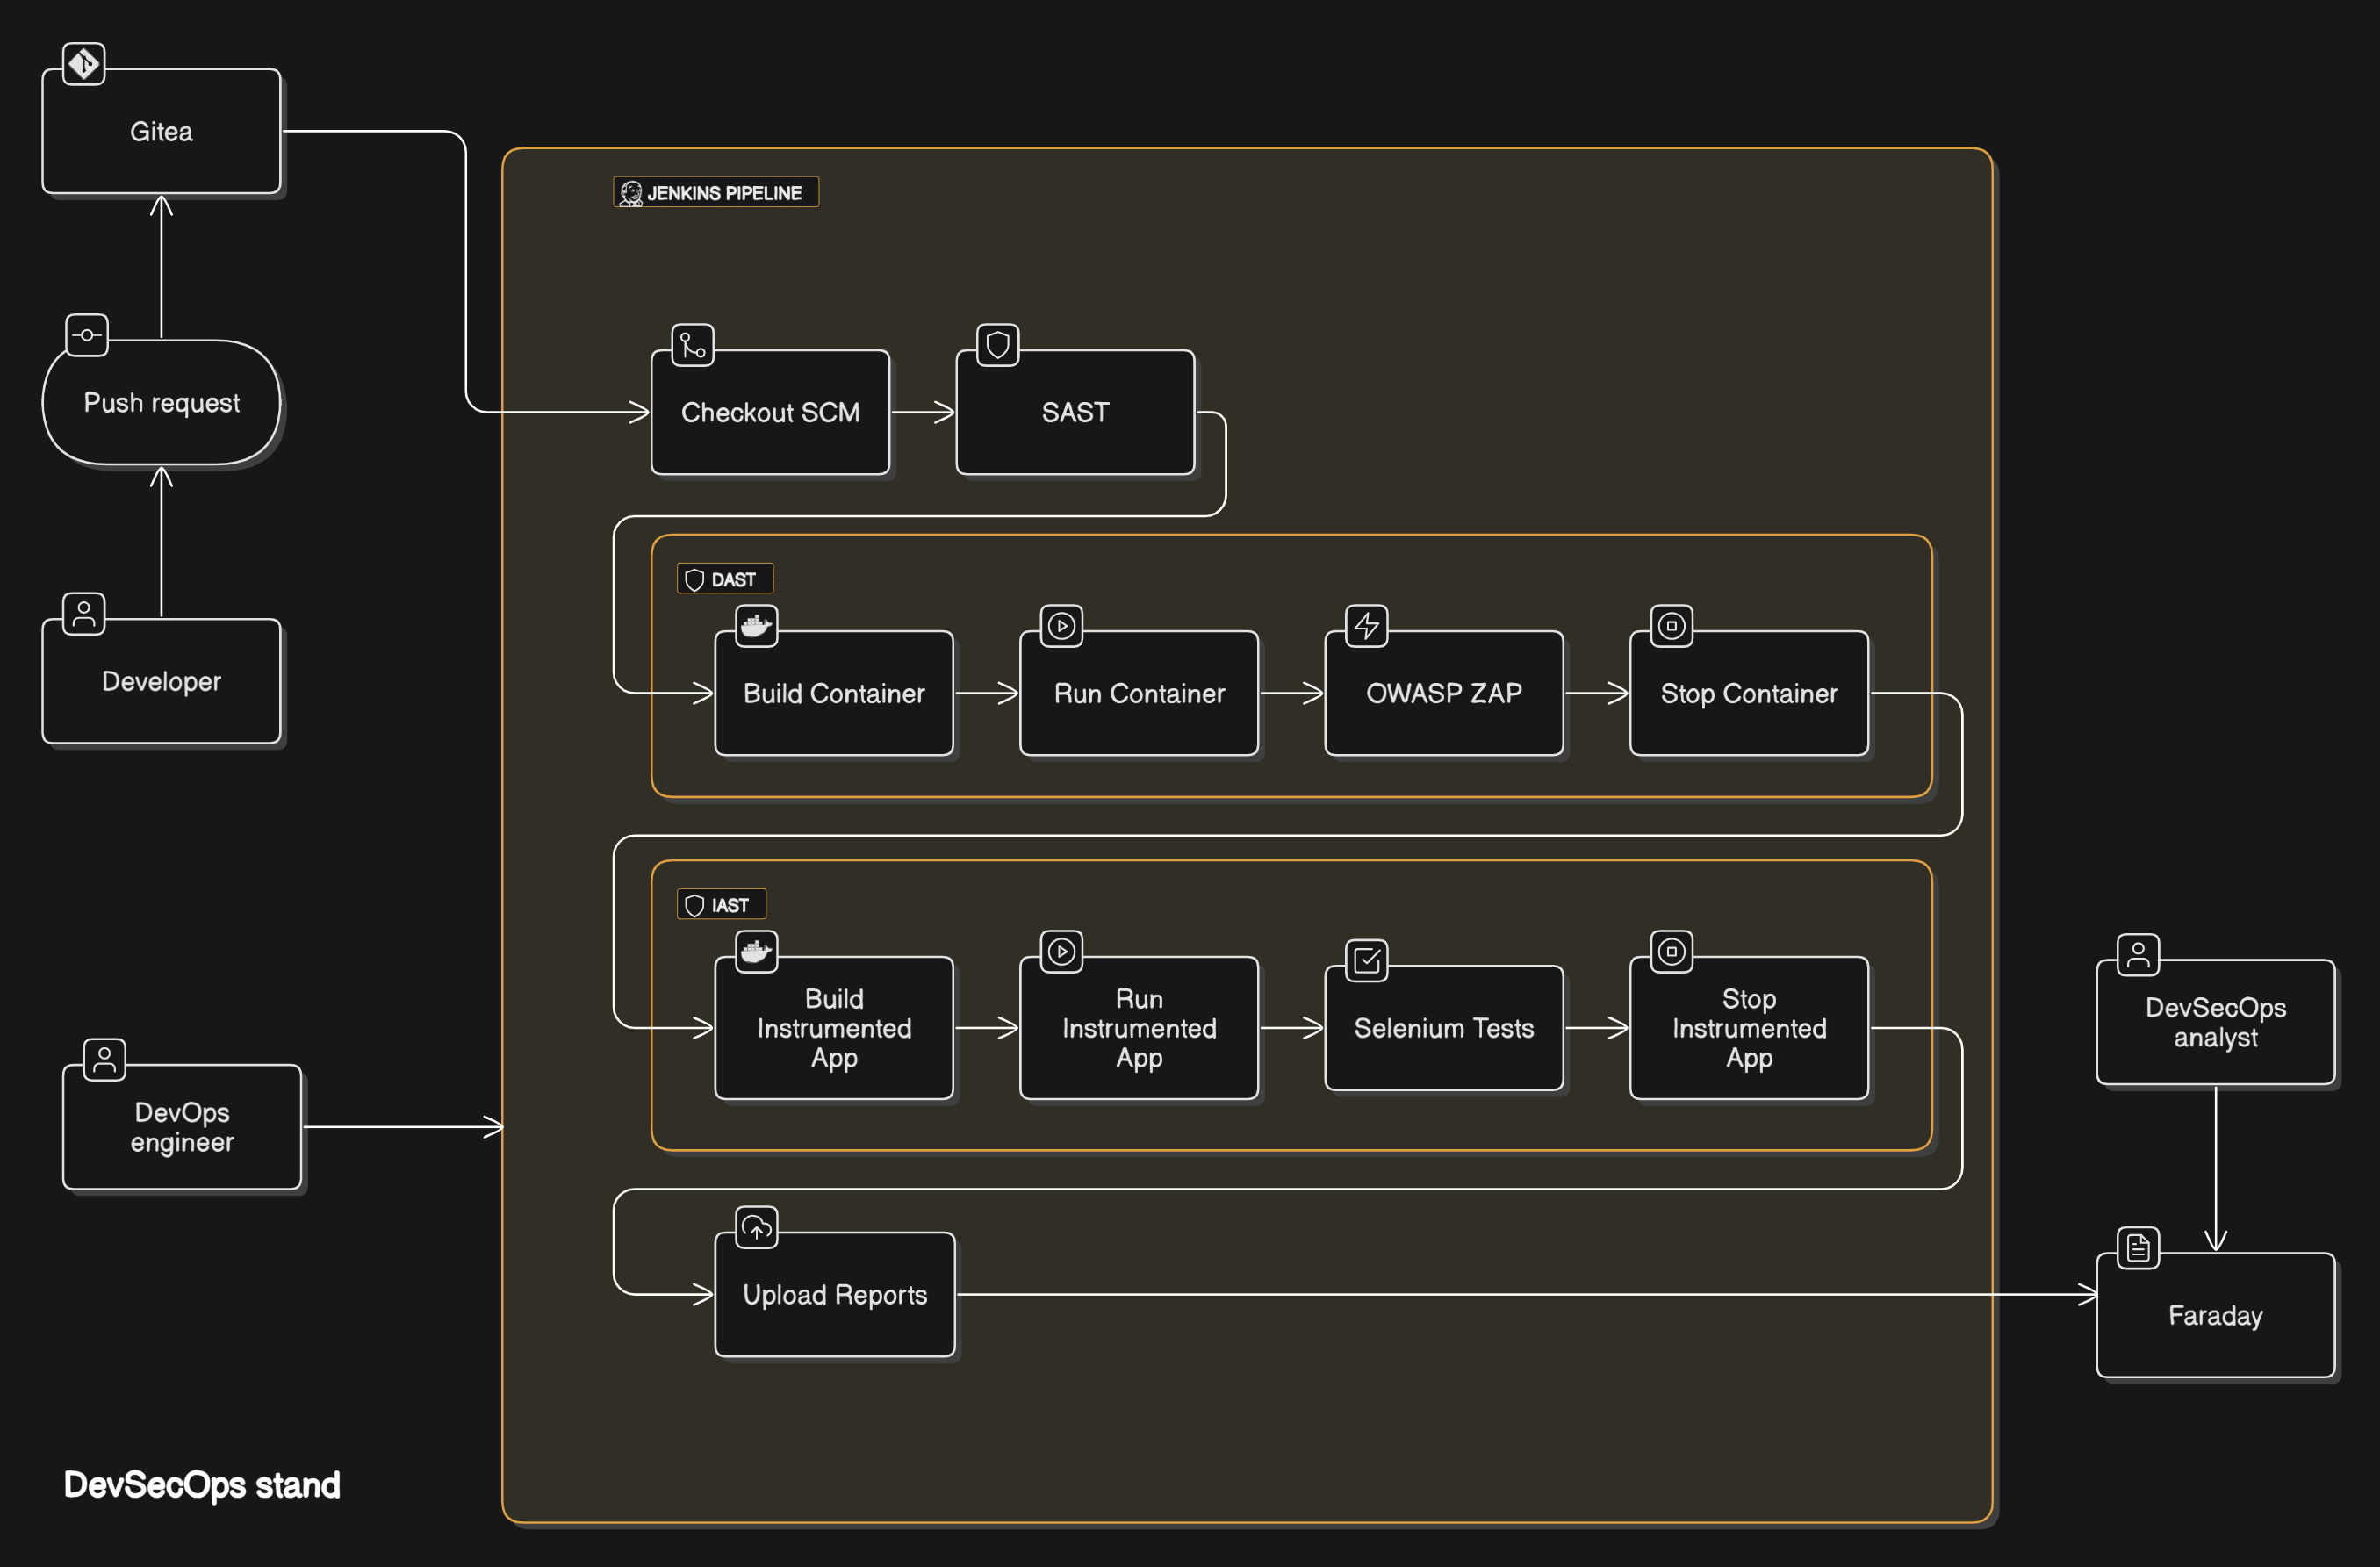 Gitea
Push request
Developer
DevOps
engineer
DevSecOps stand
JENKINS PIPELINE
Checkout SCM
SAST
DAST
Build Container
Run Container
OWASP ZAP
Stop Container
IAST
Build
Instrumented
App
Run
Instrumented
App
Selenium Tests
Stop
Instrumented
App
Upload Reports
DevSecOps
analyst
Faraday